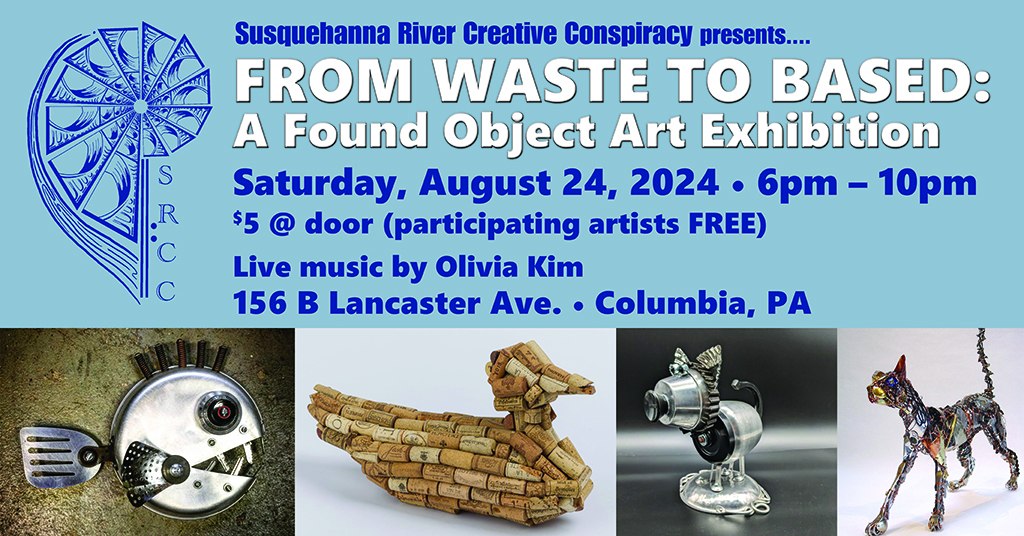 Susquehanna River Creative Conspiracy presents....
FROM WASTE TO BASED:
A Found Object Art Exhibition
Saturday, August 24, 2024 • 6pm – 10pm
$5 @ door (participating artists FREE)
Live music by Olivia Kim
156 B Lancaster Ave. • Columbia, PA
S
R
C
C